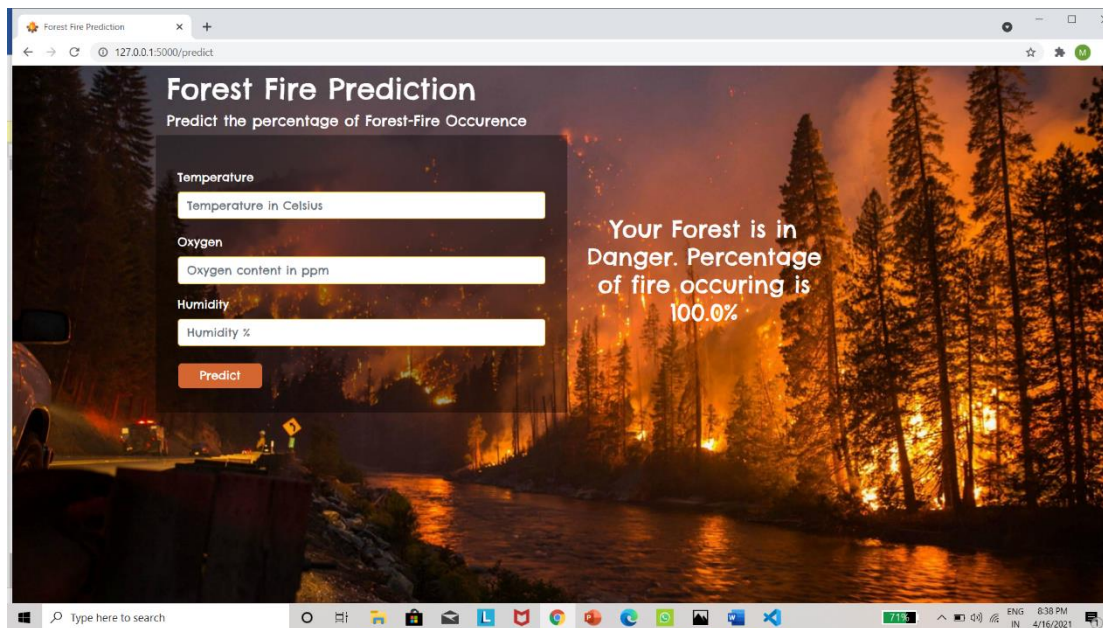 Forest Fire Prediction
127.0.0.1:5000/predict
M
Forest Fire Prediction
Predict the percentage of Forest-Fire Occurence
Temperature
Temperature in Celsius
Oxygen
Oxygen content in ppm
Humidity
Humidity %
Predict
Your Forest is in
Danger. Percentage
of fire occuring is
100.0%
Type here to search
L
71%
ENG
IN
8:38 PM
4/16/2021